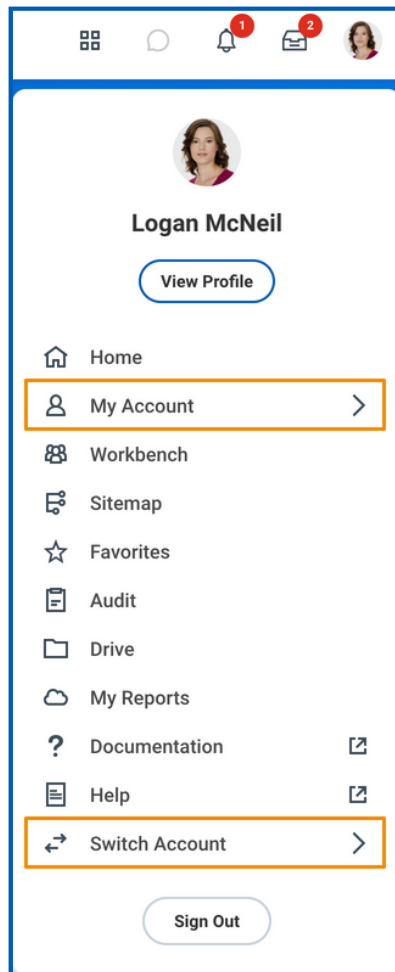 1
2
Logan McNeil
View Profile
Home
My Account
Workbench
Sitemap
Favorites
Audit
Drive
My Reports
Documentation
Help
Switch Account
Sign Out